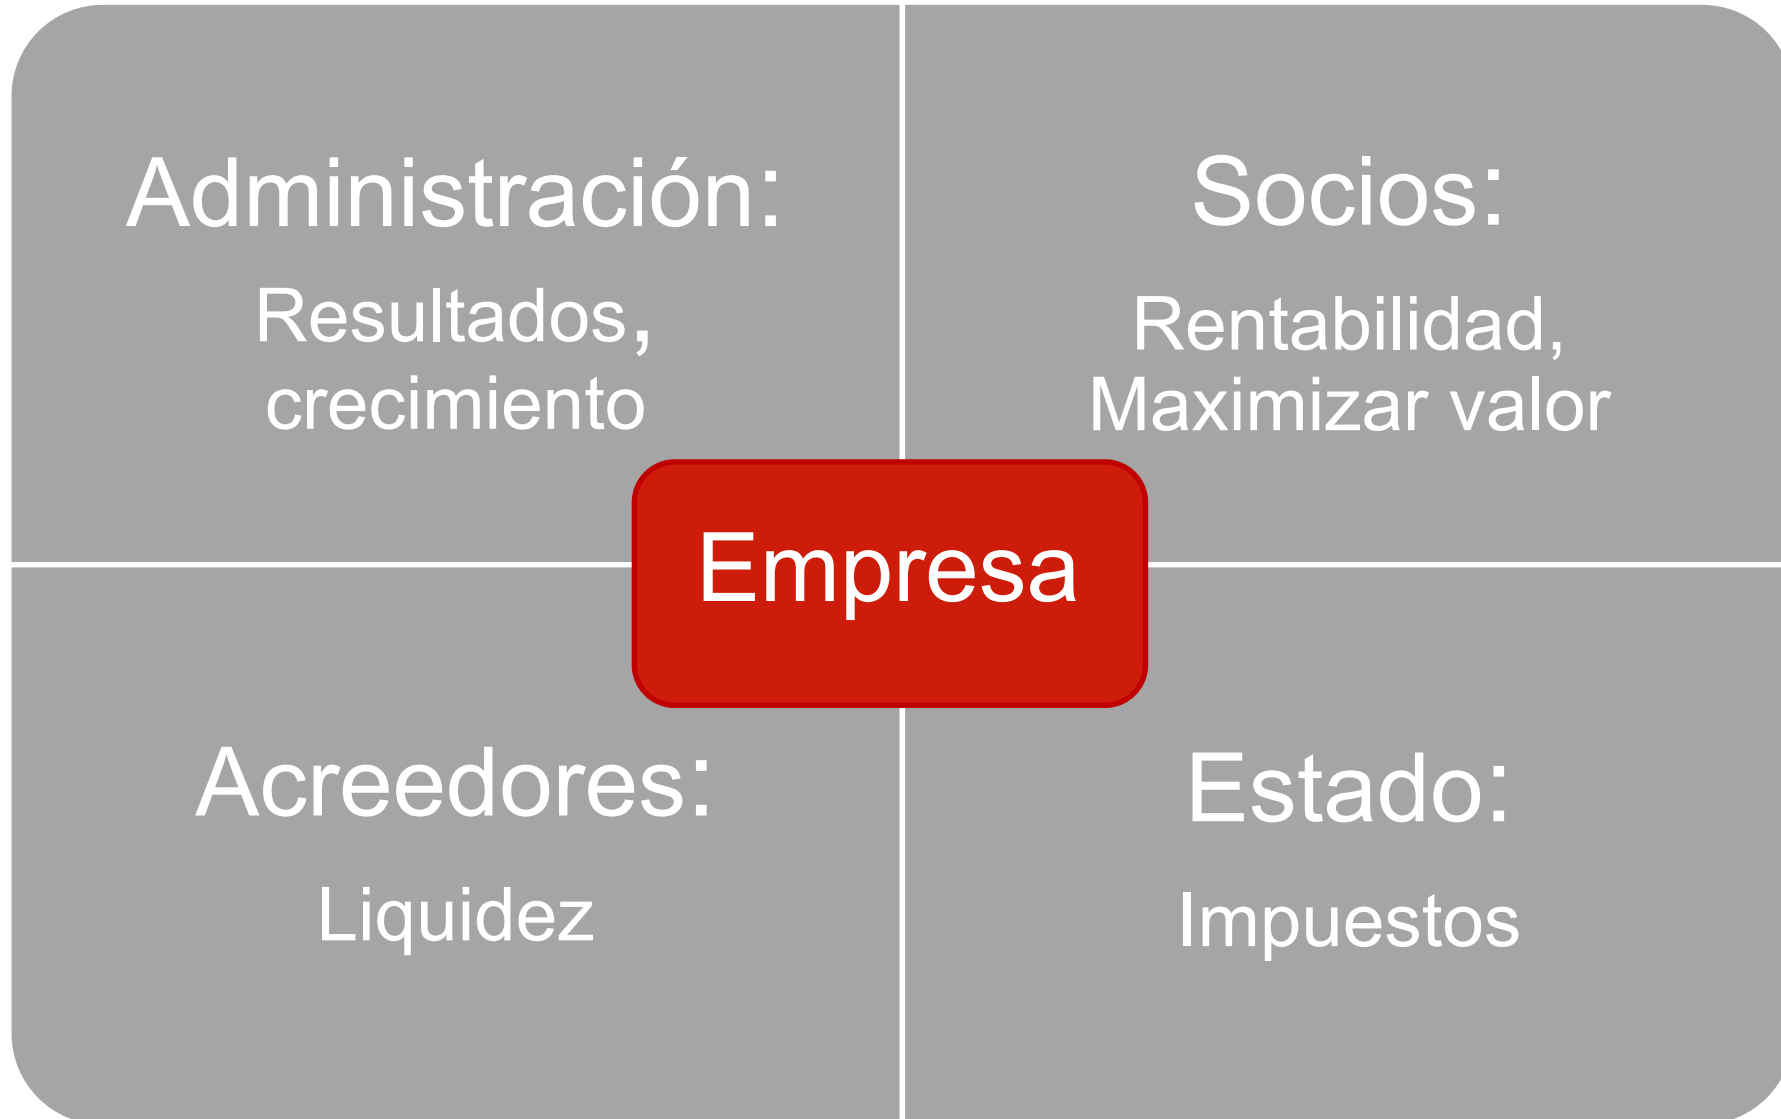 Administración:
Resultados,
crecimiento
Socios:
Rentabilidad,
Maximizar valor
Empresa
Acreedores:
Liquidez
Estado:
Impuestos